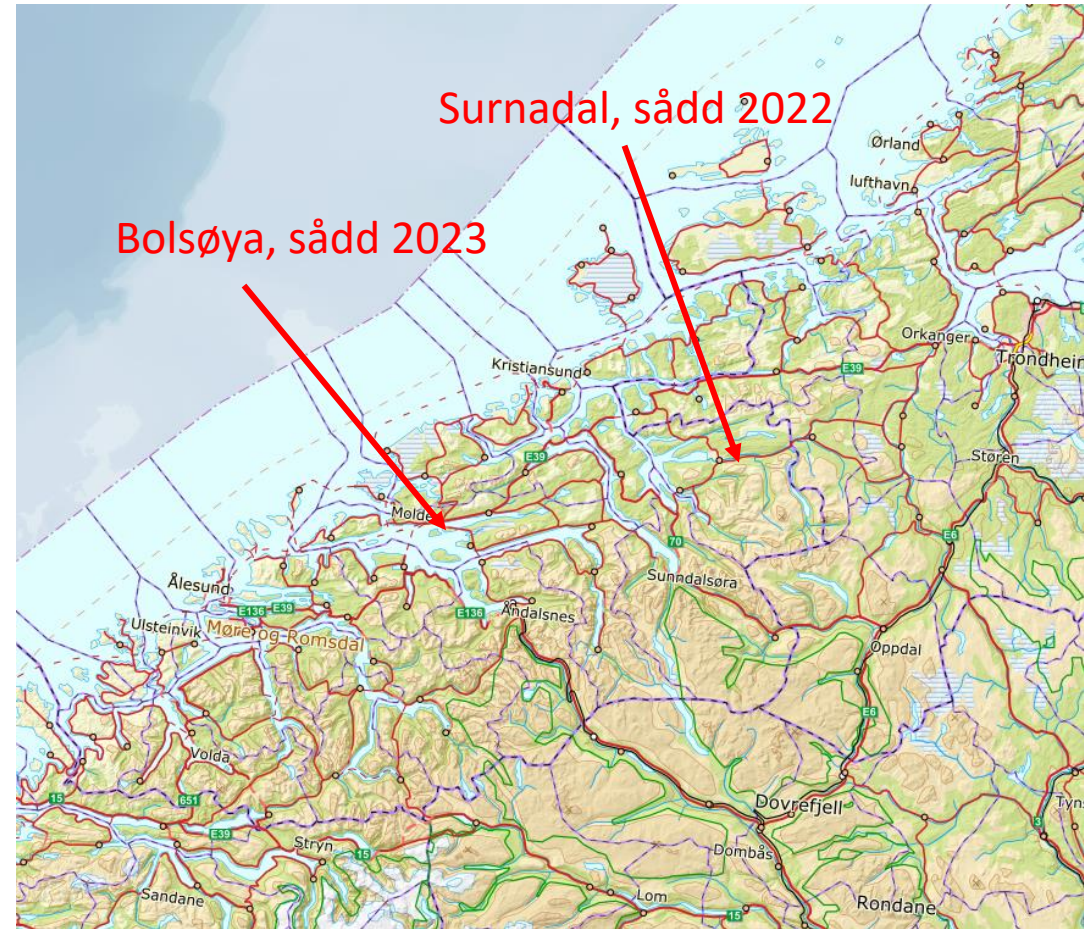 Surnadal, sådd 2022
Bolsøya, sådd 2023
Ørland
lufthavn
Orkanger
Trondheim
Kristiansund
E39
E39
Støren
Molde
70
E6
Sunndalsøra
Ålesund
E136
E39
E136
Åndalsnes
Ulsteinvik
Møre og Romsdal
Oppdal
E6
Volda
15
651
E39
Dovrefjell
Tyn
3
Stryn
15
Dombås
Sandane
Lom
15
Rondane